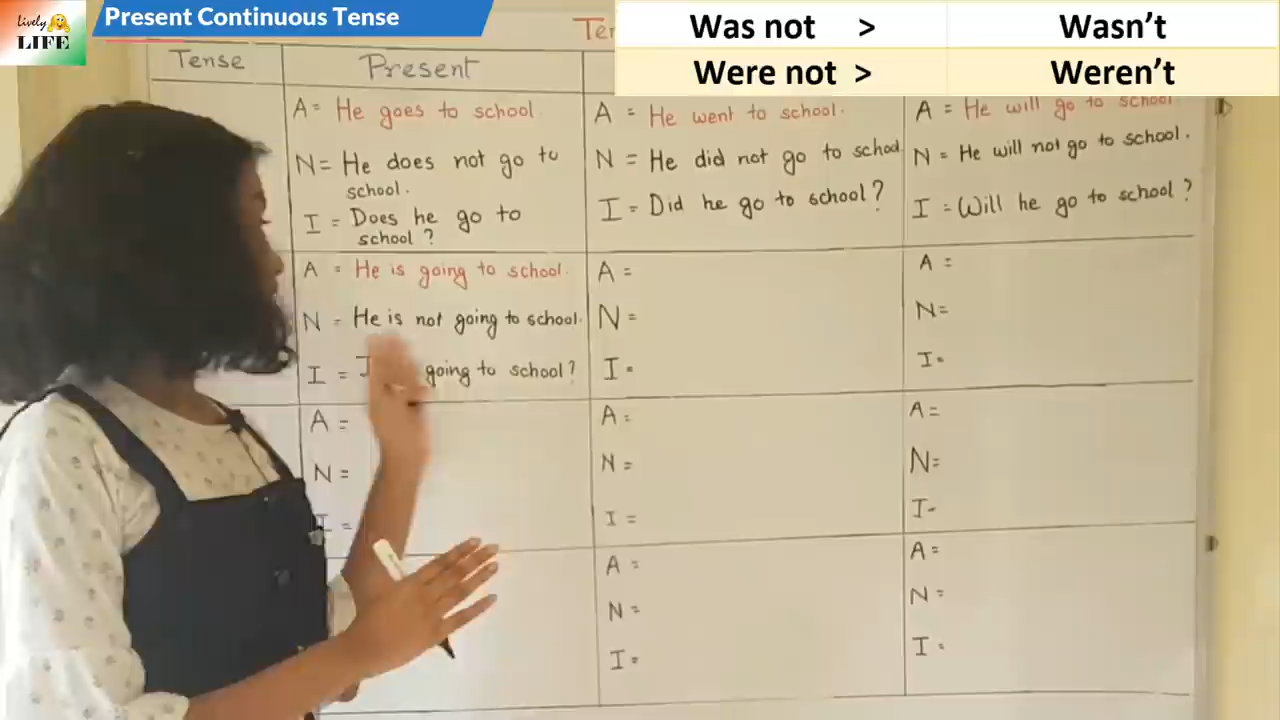 Lively
LIFE
Present Continuous Tense
Was not > Wasn't
Were not > Weren't
Tense
Present
A = He goes to school.
N = He does not go to
school.
I = Does he go to
school ?
A = He went to school.
N = He did not go to school
I = Did he go to school ?
A = He will go to school.
N = He will not go to school.
I = Will he go to school ?
A = He is going to school.
N = He is not going to school.
I = going to school?
A =
N =
I =
A =
N =
I =
A =
N =
I =
A =
N =
I =
A =
N =
I =
A =
N =
I =
A =
N =
I =